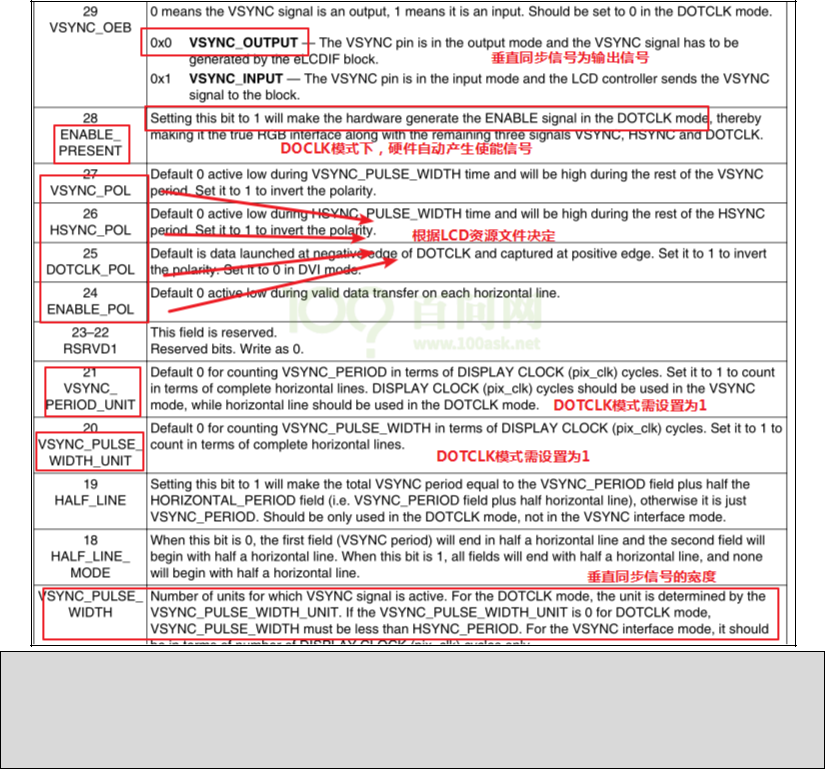 29
VSYNC_OEB
0 means the VSYNC signal is an output, 1 means it is an input. Should be set to 0 in the DOTCLK mode.
0x0 VSYNC_OUTPUT — The VSYNC pin is in the output mode and the VSYNC signal has to be
generated by the eLCDIF block.
垂直同步信号为输出信号
0x1 VSYNC_INPUT — The VSYNC pin is in the input mode and the LCD controller sends the VSYNC
signal to the block.
28
ENABLE_
PRESENT
Setting this bit to 1 will make the hardware generate the ENABLE signal in the DOTCLK mode, thereby
making it the true RGB interface along with the remaining three signals VSYNC, HSYNC and DOTCLK.
DOCLK模式下，硬件自动产生使能信号
27
VSYNC_POL
Default 0 active low during VSYNC_PULSE_WIDTH time and will be high during the rest of the VSYNC
period. Set it to 1 to invert the polarity.
26
HSYNC_POL
Default 0 active low during HSYNC_PULSE_WIDTH time and will be high during the rest of the HSYNC
period. Set it to 1 to invert the polarity.
根据LCD资源文件决定
25
DOTCLK_POL
Default is data launched at negative edge of DOTCLK and captured at positive edge. Set it to 1 to invert
the polarity. Set it to 0 in DVI mode.
24
ENABLE_POL
Default 0 active low during valid data transfer on each horizontal line.
100 百问网
www.100ask.net
23–22
RSRVD1
This field is reserved.
Reserved bits. Write as 0.
21
VSYNC_
PERIOD_UNIT
Default 0 for counting VSYNC_PERIOD in terms of DISPLAY CLOCK (pix_clk) cycles. Set it to 1 to count
in terms of complete horizontal lines. DISPLAY CLOCK (pix_clk) cycles should be used in the VSYNC
mode, while horizontal line should be used in the DOTCLK mode.
DOTCLK模式需设置为1
20
VSYNC_PULSE_
WIDTH_UNIT
Default 0 for counting VSYNC_PULSE_WIDTH in terms of DISPLAY CLOCK (pix_clk) cycles. Set it to 1 to
count in terms of complete horizontal lines.
DOTCLK模式需设置为1
19
HALF_LINE
Setting this bit to 1 will make the total VSYNC period equal to the VSYNC_PERIOD field plus half the
HORIZONTAL_PERIOD field (i.e. VSYNC_PERIOD field plus half horizontal line), otherwise it is just
VSYNC_PERIOD. Should be only used in the DOTCLK mode, not in the VSYNC interface mode.
18
HALF_LINE_
MODE
When this bit is 0, the first field (VSYNC period) will end in half a horizontal line and the second field will
begin with half a horizontal line. When this bit is 1, all fields will end with half a horizontal line, and none
will begin with half a horizontal line.
垂直同步信号的宽度
VSYNC_PULSE_
WIDTH
Number of units for which VSYNC signal is active. For the DOTCLK mode, the unit is determined by the
VSYNC_PULSE_WIDTH_UNIT. If the VSYNC_PULSE_WIDTH_UNIT is 0 for DOTCLK mode,
VSYNC_PULSE_WIDTH must be less than HSYNC_PERIOD. For the VSYNC interface mode, it should
be in terms of number of DISPLAY CLOCK (pix_clk) cycles only.